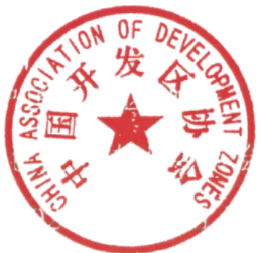 CHINA ASSOCIATION OF DEVELOPMENT ZONES
中国开发区协会